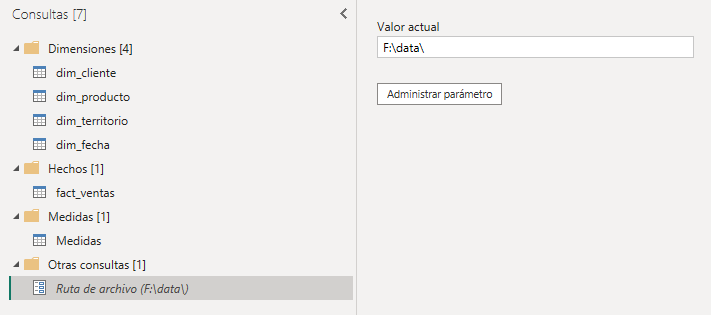 Consultas [7]
Dimensiones [4]
dim_cliente
dim_producto
dim_territorio
dim_fecha
Hechos [1]
fact_ventas
Medidas [1]
Medidas
Otras consultas [1]
Ruta de archivo (F:\data\)
Valor actual
F:\data\
Administrar parámetro